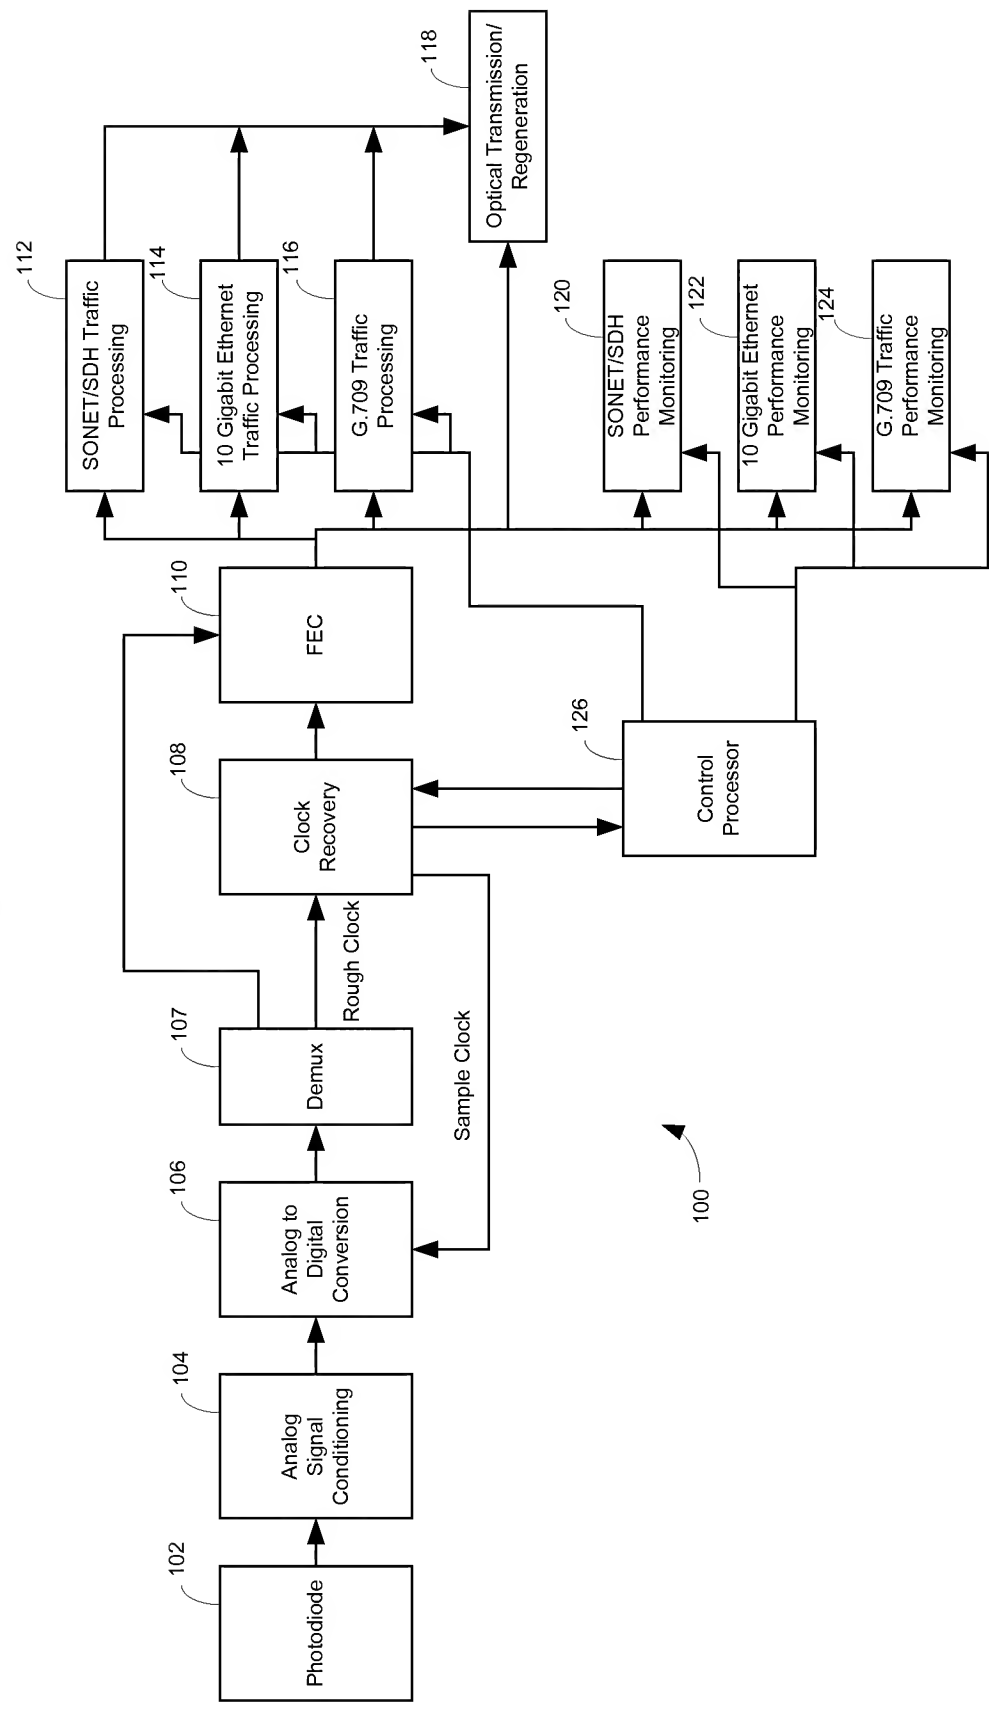 102
Photodiode
104
Analog
Signal
Conditioning
106
Analog to
Digital
Conversion
107
Demux
Rough Clock
Sample Clock
108
Clock
Recovery
110
FEC
126
Control
Processor
112
SONET/SDH Traffic
Processing
114
10 Gigabit Ethernet
Traffic Processing
116
G.709 Traffic
Processing
118
Optical Transmission/
Regeneration
120
SONET/SDH
Performance
Monitoring
122
10 Gigabit Ethernet
Performance
Monitoring
124
G.709 Traffic
Performance
Monitoring
100